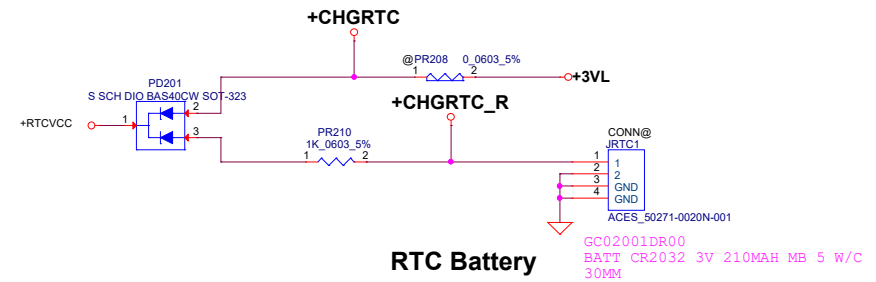 +CHGRTC
@PR208 0_0603_5%
1 2
+3VL
PD201
S SCH DIO BAS40CW SOT-323
2
+RTCVCC
1
3
+CHGRTC_R
PR210
1K_0603_5%
1 2
CONN@
JRTC1
1 1
2 2
3 GND
4 GND
ACES_50271-0020N-001
RTC Battery
GC02001DR00
BATT CR2032 3V 210MAH MB 5 W/C
30MM